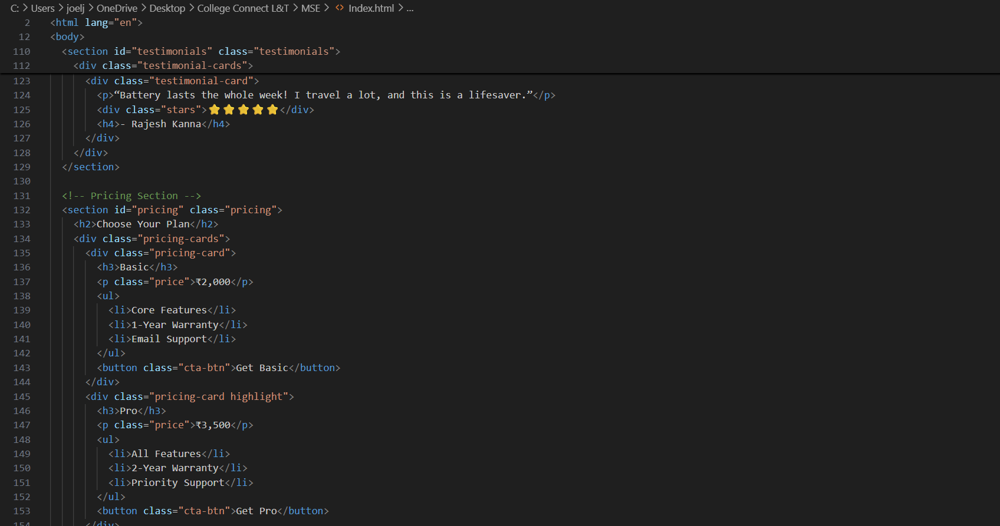 C: > Users > joelj > OneDrive > Desktop > College Connect L&T > MSE > <> Index.html > ...
2 <html lang="en">
12 <body>
110 <section id="testimonials" class="testimonials">
112 <div class="testimonial-cards">
123 <div class="testimonial-card">
124 <p>“Battery lasts the whole week! I travel a lot, and this is a lifesaver.”</p>
125 <div class="stars">⭐⭐⭐⭐⭐</div>
126 <h4>- Rajesh Kanna</h4>
127 </div>
128 </div>
129 </section>
130
131 <!-- Pricing Section -->
132 <section id="pricing" class="pricing">
133 <h2>Choose Your Plan</h2>
134 <div class="pricing-cards">
135 <div class="pricing-card">
136 <h3>Basic</h3>
137 <p class="price">₹2,000</p>
138 <ul>
139 <li>Core Features</li>
140 <li>1-Year Warranty</li>
141 <li>Email Support</li>
142 </ul>
143 <button class="cta-btn">Get Basic</button>
144 </div>
145 <div class="pricing-card highlight">
146 <h3>Pro</h3>
147 <p class="price">₹3,500</p>
148 <ul>
149 <li>All Features</li>
150 <li>2-Year Warranty</li>
151 <li>Priority Support</li>
152 </ul>
153 <button class="cta-btn">Get Pro</button>
154 </div>